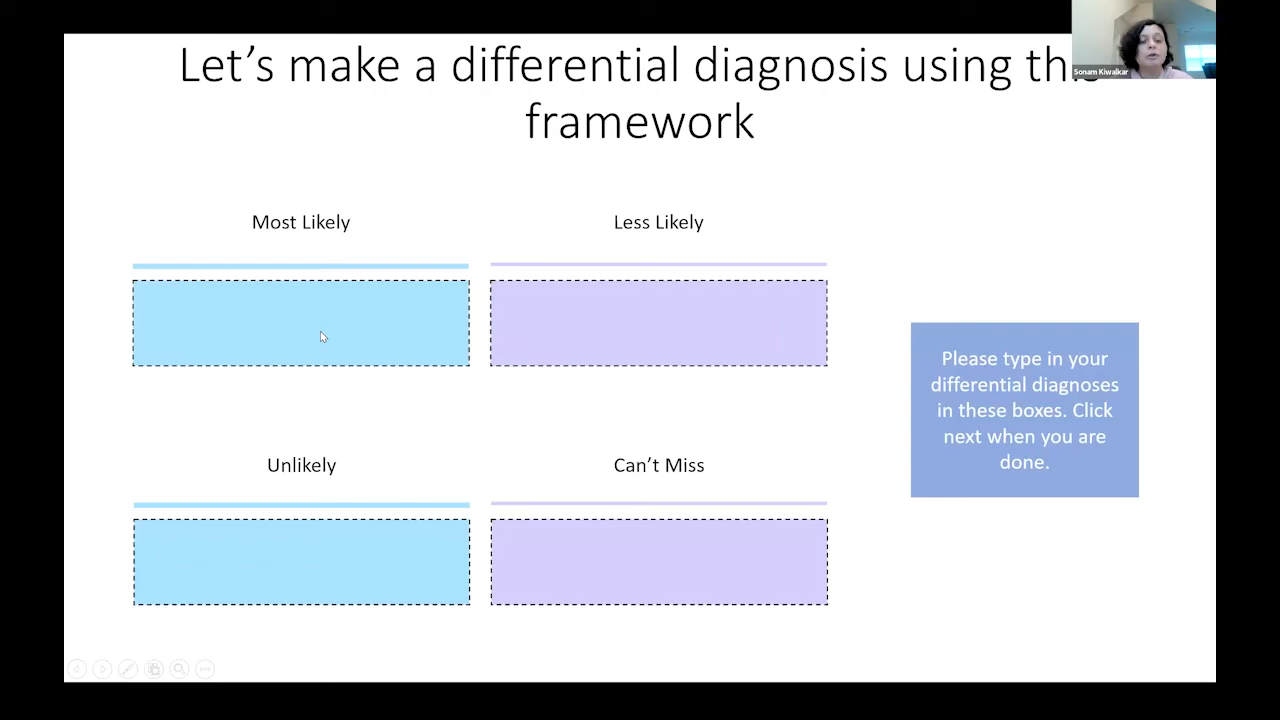 Let's make a differential diagnosis using this
framework
Sonam Kiwalkar
Most Likely
Less Likely
Please type in your
differential diagnoses
in these boxes. Click
next when you are
done.
Unlikely
Can't Miss